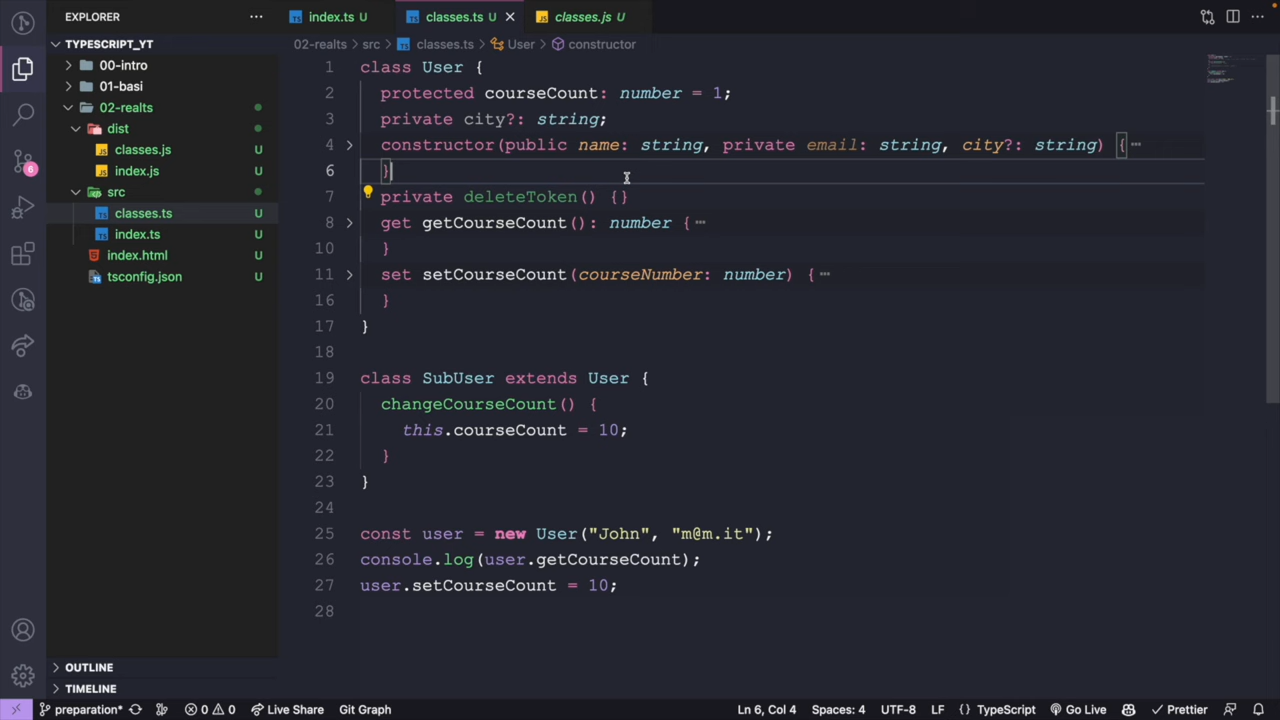 EXPLORER
index.ts U
classes.ts U
classes.js U
TYPESCRIPT_YT
00-intro
01-basi
02-realts
dist
classes.js U
index.js U
src
classes.ts U
index.ts U
index.html U
tsconfig.json U
6
OUTLINE
TIMELINE
02-realts > src > classes.ts > User > constructor
1 class User {
2 protected courseCount: number = 1;
3 private city?: string;
4 constructor(public name: string, private email: string, city?: string) {
6 }
7 private deleteToken() {}
8 get getCourseCount(): number {
10 }
11 set setCourseCount(courseNumber: number) {
16 }
17 }
18
19 class SubUser extends User {
20 changeCourseCount() {
21 this.courseCount = 10;
22 }
23 }
24
25 const user = new User("John", "m@m.it");
26 console.log(user.getCourseCount);
27 user.setCourseCount = 10;
28
preparation* 0 0 Live Share Git Graph Ln 6, Col 4 Spaces: 4 UTF-8 LF {} TypeScript Go Live Prettier